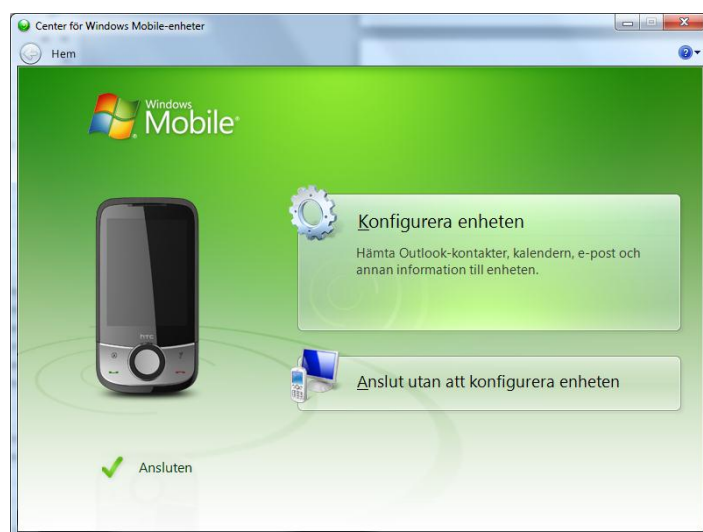 Center för Windows Mobile-enheter
Hem
Windows
Mobile®
Konfigurera enheten
Hämta Outlook-kontakter, kalendern, e-post och
annan information till enheten.
hTC
Anslut utan att konfigurera enheten
Ansluten